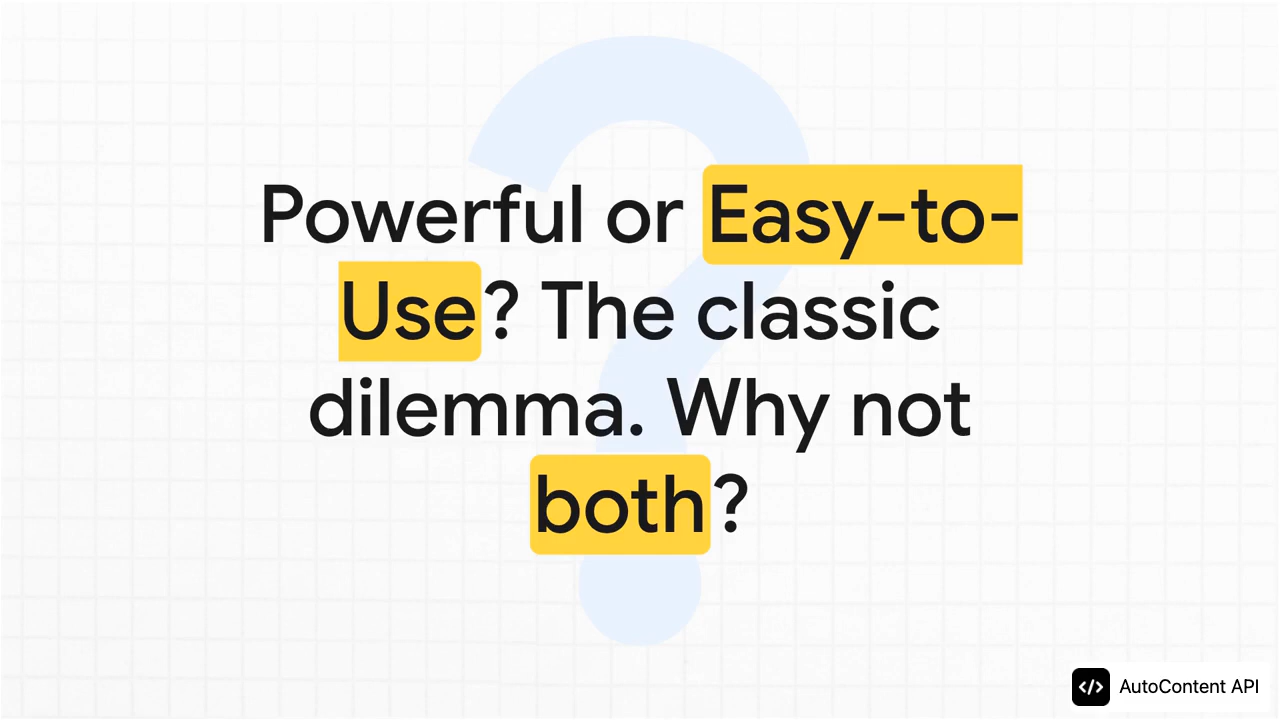 Powerful or Easy-to-
Use? The classic
dilemma. Why not
both?
</> AutoContent API